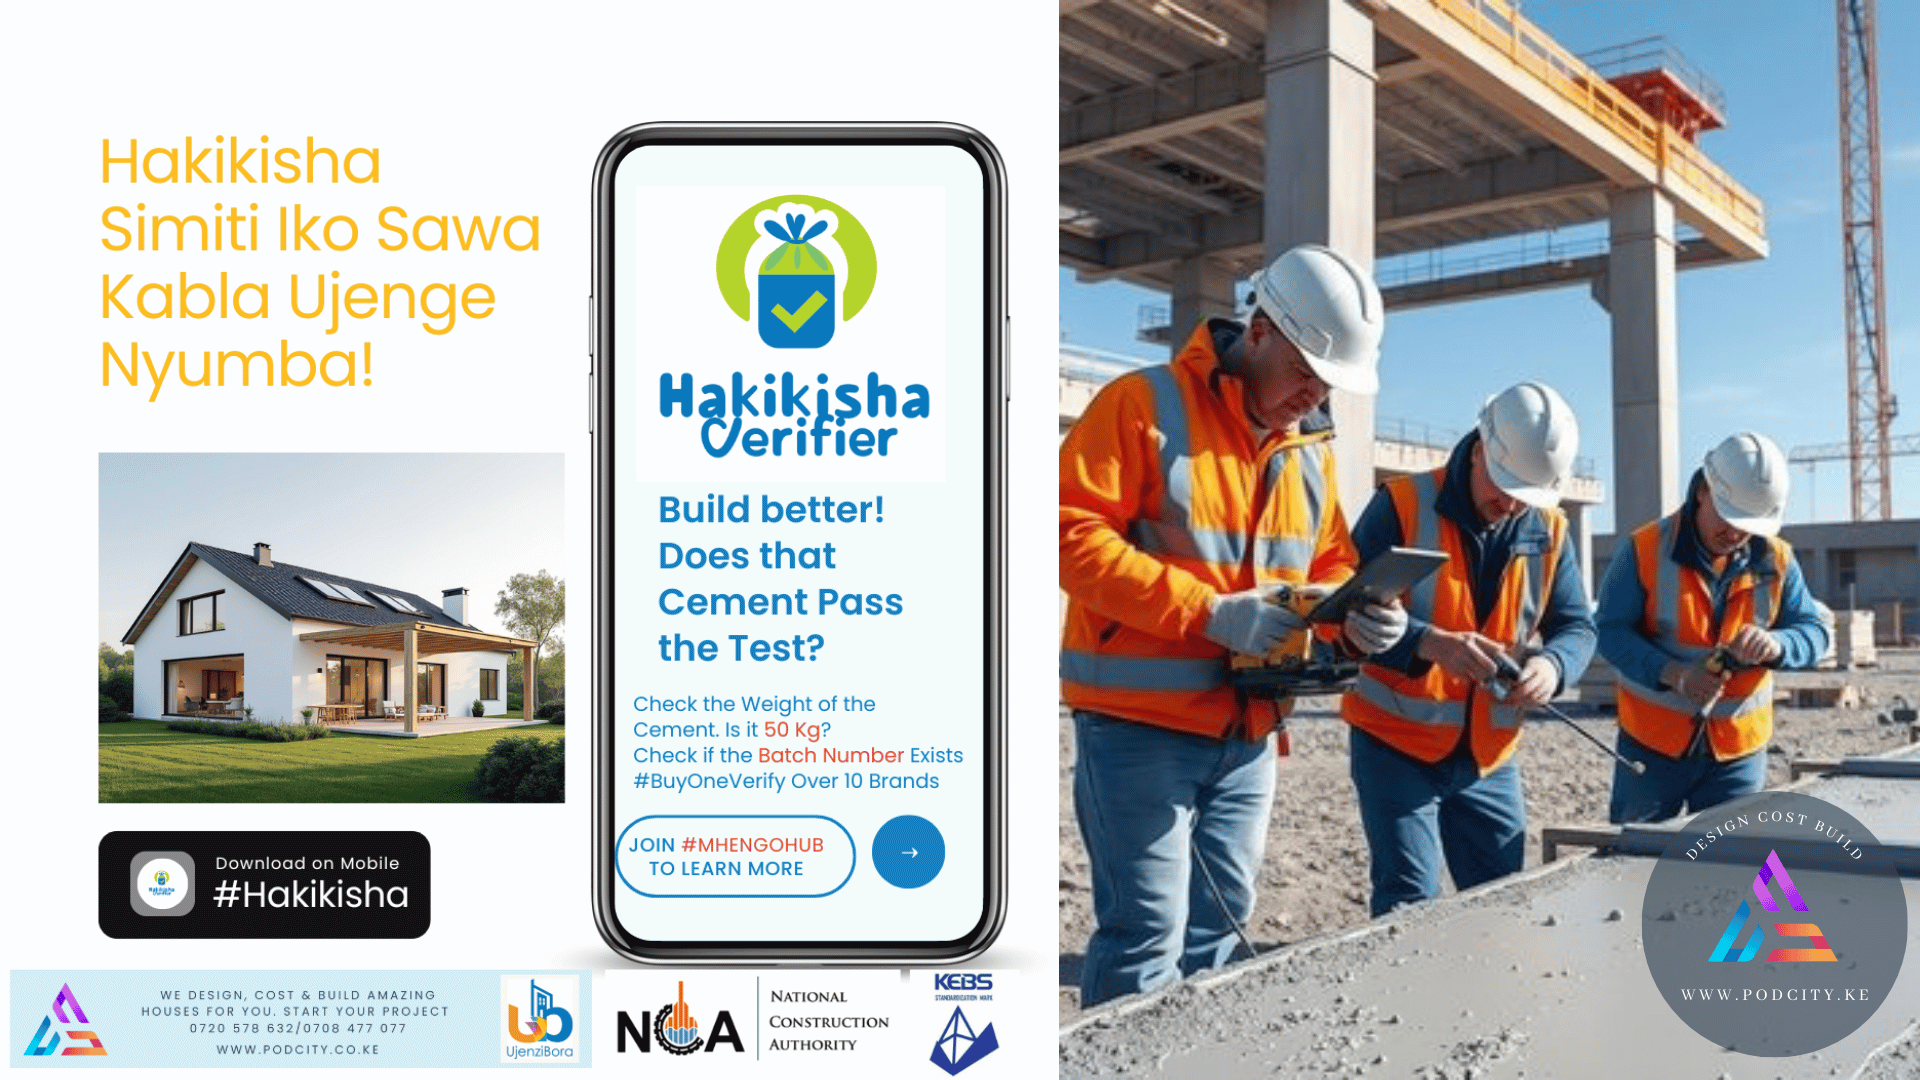 Hakikisha
Simiti Iko Sawa
Kabla Ujenge
Nyumba!
Download on Mobile
#Hakikisha
Hakikisha
Verifier
Hakikisha
Verifier
Build better!
Does that
Cement Pass
the Test?
Check the Weight of the
Cement. Is it 50 Kg?
Check if the Batch Number Exists
#BuyOneVerify Over 10 Brands
JOIN #MHENGOHUB
TO LEARN MORE
→
WE DESIGN, COST & BUILD AMAZING
HOUSES FOR YOU. START YOUR PROJECT
0720 578 632/0708 477 077
WWW.PODCITY.CO.KE
UjenziBora
NCA
NATIONAL
CONSTRUCTION
AUTHORITY
KEBS
STANDARDIZATION MARK
DESIGN COST BUILD
WWW.PODCITY.KE